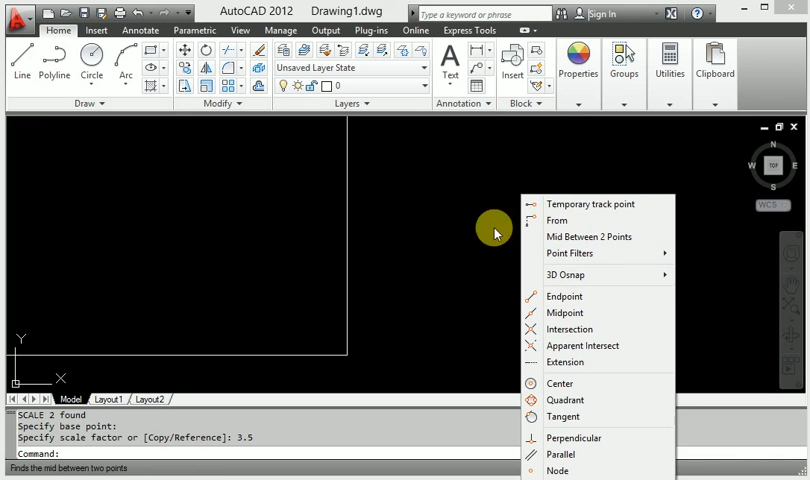 AutoCAD 2012 Drawing1.dwg
Type a keyword or phrase
Sign In
Home Insert Annotate Parametric View Manage Output Plug-ins Online Express Tools
Line Polyline Circle Arc
Draw
Modify
Unsaved Layer State
0
Layers
Text
Annotation
Insert
Block
Properties
Groups
Utilities
Clipboard
N
W TOP E
S
WCS
Temporary track point
From
Mid Between 2 Points
Point Filters
3D Osnap
Endpoint
Midpoint
Intersection
Apparent Intersect
Extension
Center
Quadrant
Tangent
Perpendicular
Parallel
Node
Y
X
Model Layout1 Layout2
SCALE 2 found
Specify base point:
Specify scale factor or [Copy/Reference]: 3.5
Command:
Finds the mid between two points